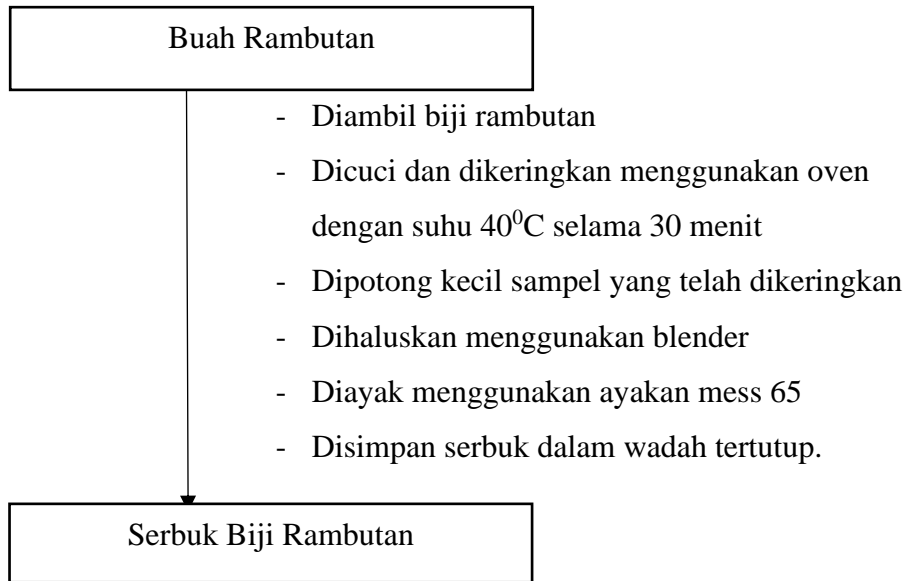 Buah Rambutan
- Diambil biji rambutan
- Dicuci dan dikeringkan menggunakan oven
dengan suhu 40⁰C selama 30 menit
- Dipotong kecil sampel yang telah dikeringkan
- Dihaluskan menggunakan blender
- Diayak menggunakan ayakan mess 65
- Disimpan serbuk dalam wadah tertutup.
Serbuk Biji Rambutan